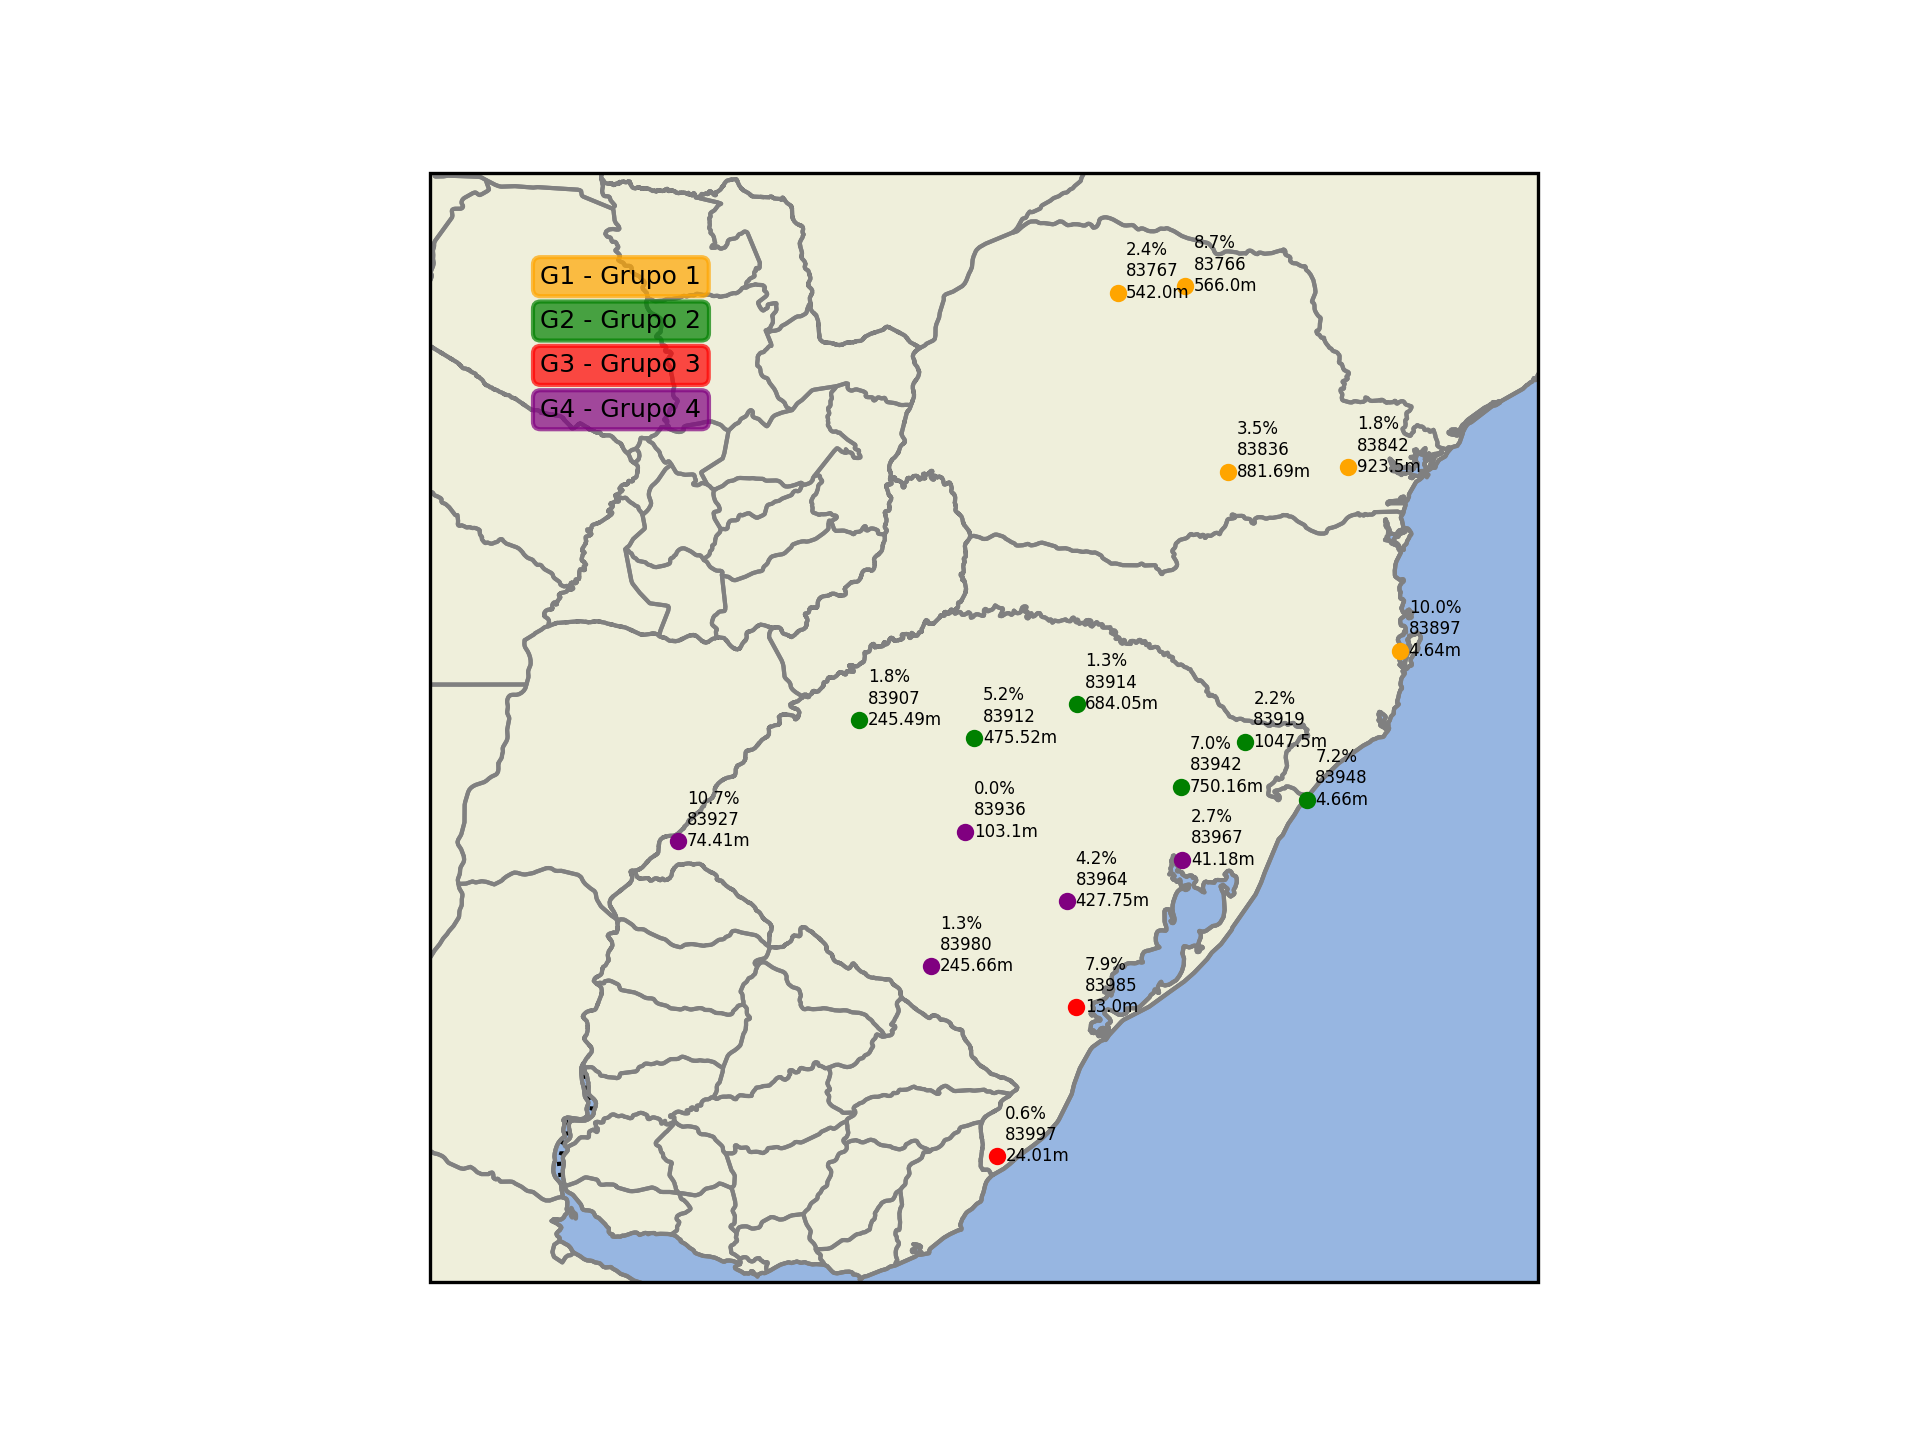 G1 - Grupo 1
G2 - Grupo 2
G3 - Grupo 3
G4 - Grupo 4
2.4%
83767
542.0m
8.7%
83766
566.0m
3.5%
83836
881.69m
1.8%
83842
923.5m
10.0%
83897
4.64m
1.8%
83907
245.49m
5.2%
83912
475.52m
1.3%
83914
684.05m
2.2%
83919
1047.5m
7.0%
83942
750.16m
7.2%
83948
4.66m
10.7%
83927
74.41m
0.0%
83936
103.1m
2.7%
83967
41.18m
4.2%
83964
427.75m
1.3%
83980
245.66m
7.9%
83985
13.0m
0.6%
83997
24.01m